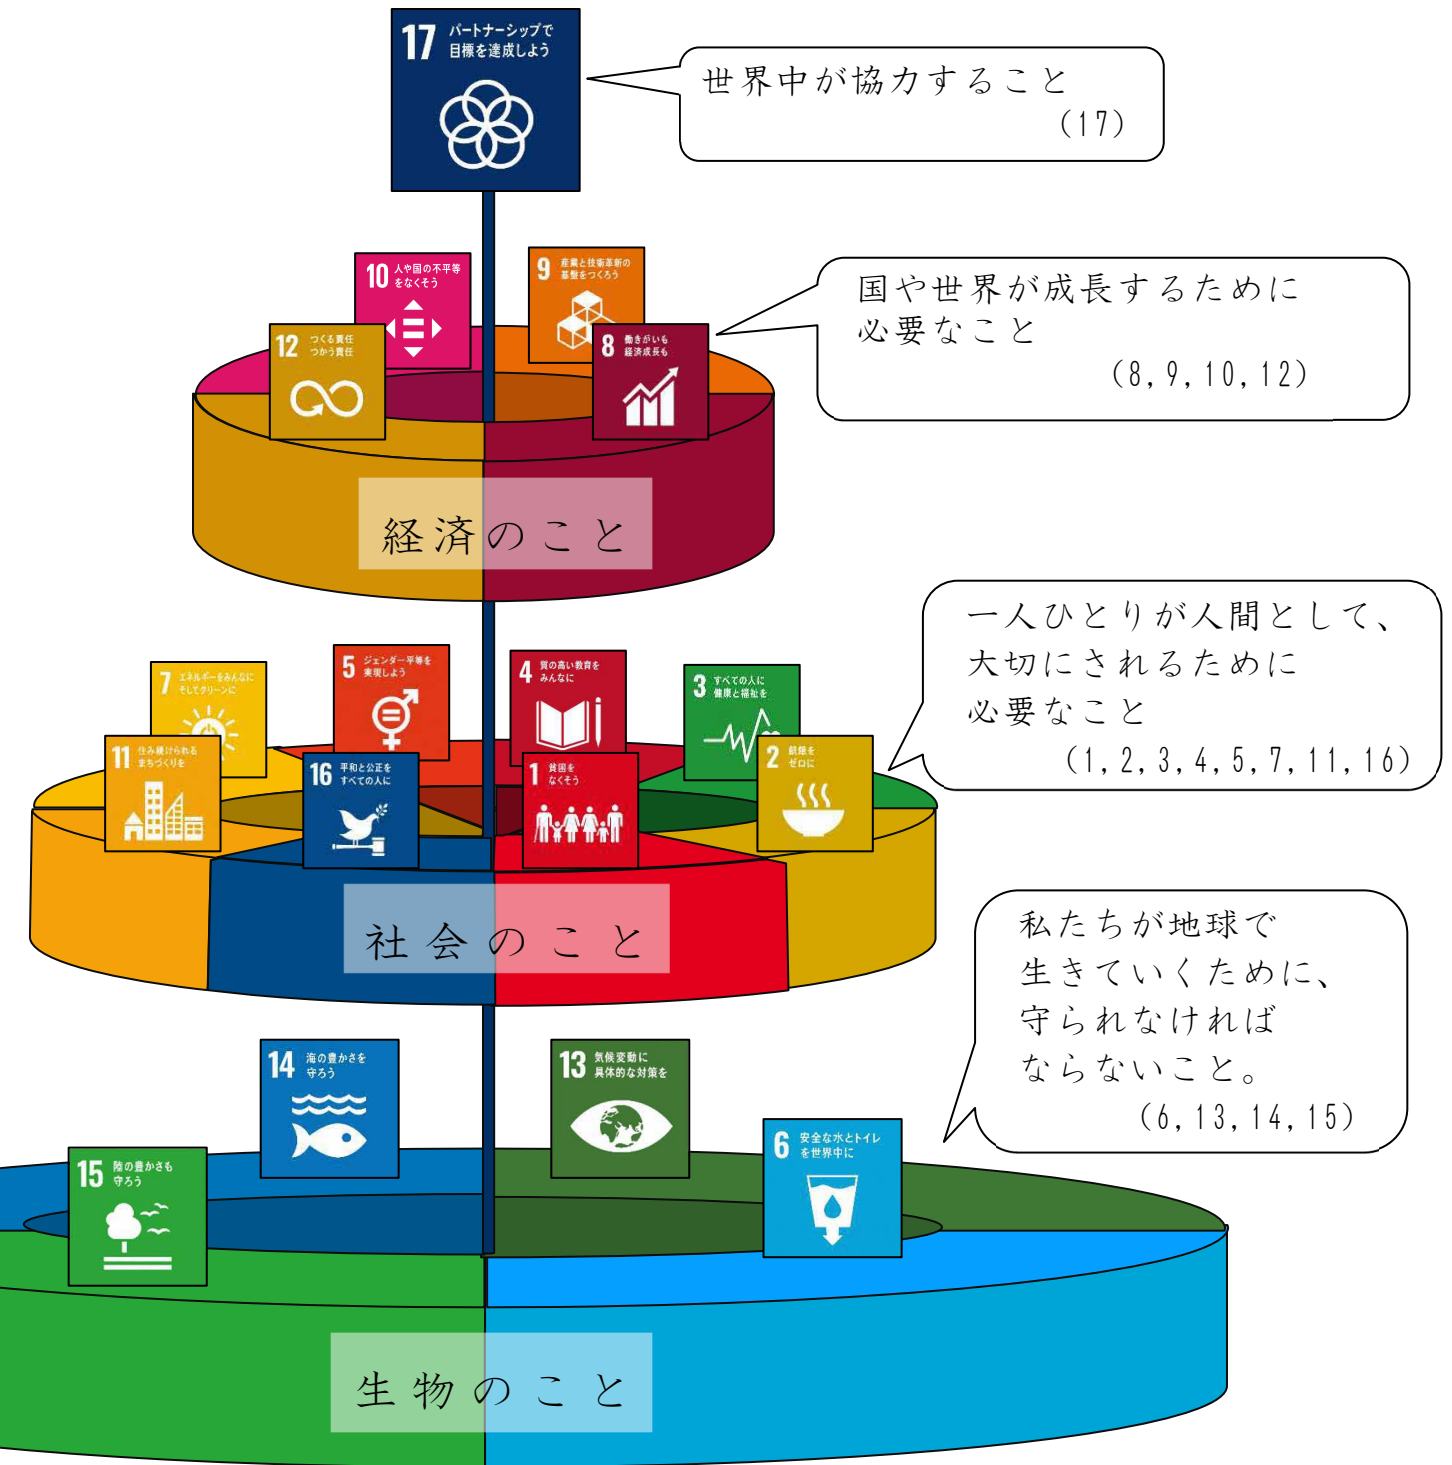 17 パートナーシップで
目標を達成しよう
世界中が協力すること
(17)
10 人や国の不平等
をなくそう
9 産業と技術革新の
基盤をつくろう
12 つくる責任
つかう責任
8 働きがいも
経済成長も
国や世界が成長するために
必要なこと
(8,9,10,12)
経済のこと
7 エネルギーをみんなに
そしてクリーンに
5 ジェンダー平等を
実現しよう
4 質の高い教育を
みんなに
3 すべての人に
健康と福祉を
11 住み続けられる
まちづくりを
16 平和と公正を
すべての人に
1 貧困を
なくそう
2 飢餓を
ゼロに
一人ひとりが人間として、
大切にされるために
必要なこと
(1,2,3,4,5,7,11,16)
社会のこと
14 海の豊かさを
守ろう
13 気候変動に
具体的な対策を
15 陸の豊かさも
守ろう
6 安全な水とトイレ
を世界中に
私たちが地球で
生きていくために、
守られなければ
ならないこと。
(6,13,14,15)
生物のこと